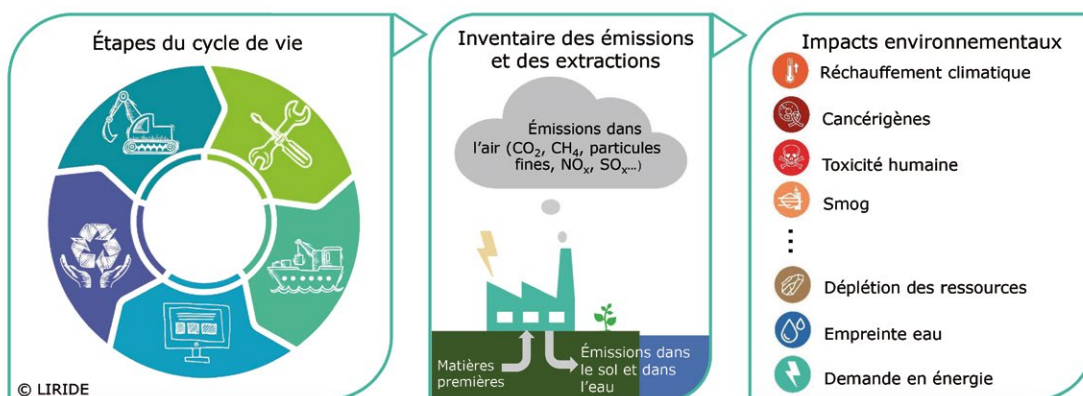 Étapes du cycle de vie
© LIRIDE
Inventaire des émissions
et des extractions
Émissions dans
l'air (CO₂, CH₄, particules
fines, NOₓ, SOₓ...)
Matières
premières
Émissions dans
le sol et dans
l'eau
Impacts environnementaux
Réchauffement climatique
Cancérigènes
Toxicité humaine
Smog
Déplétion des ressources
Empreinte eau
Demande en énergie